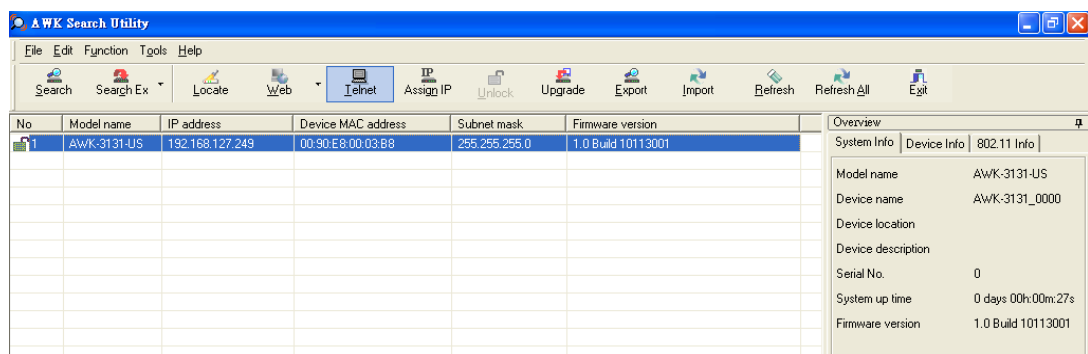 AWK Search Utility
File Edit Function Tools Help
Search Search Ex Locate Web Telnet IP Assign IP Unlock Upgrade Export Import Refresh Refresh All Exit
No Model name IP address Device MAC address Subnet mask Firmware version
1 AWK-3131-US 192.168.127.249 00:90:E8:00:03:B8 255.255.255.0 1.0 Build 10113001
Overview
System Info Device Info 802.11 Info
Model name AWK-3131-US
Device name AWK-3131_0000
Device location
Device description
Serial No. 0
System up time 0 days 00h:00m:27s
Firmware version 1.0 Build 10113001